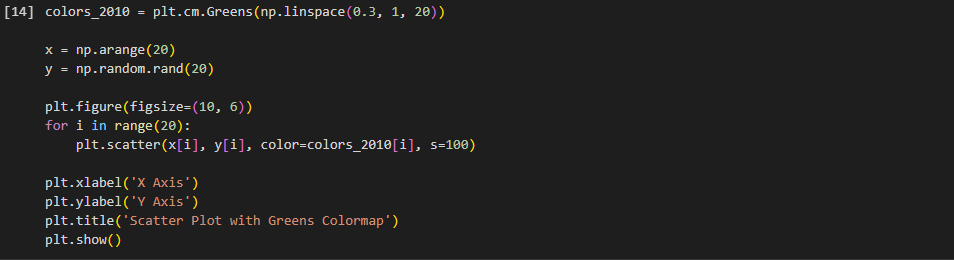 [14] colors_2010 = plt.cm.Greens(np.linspace(0.3, 1, 20))
x = np.arange(20)
y = np.random.rand(20)
plt.figure(figsize=(10, 6))
for i in range(20):
    plt.scatter(x[i], y[i], color=colors_2010[i], s=100)
plt.xlabel('X Axis')
plt.ylabel('Y Axis')
plt.title('Scatter Plot with Greens Colormap')
plt.show()